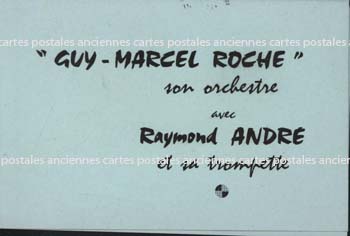 anciennes cartes postales anciennes cartes postales anciennes cartes
" GUY - MARCEL ROCHE "
son orchestre
avec
Raymond ANDRE
postales anciennes cartes postales anciennes cartes postales
et sa trompette